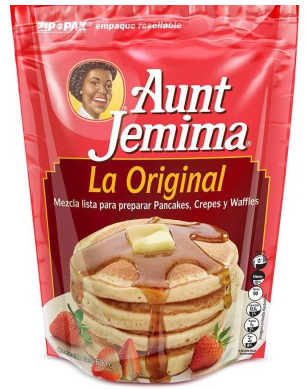 ZIP•PAK® empaque resellable
Aunt
Jemima®
La Original
Mezcla lista para preparar Pancakes, Crepes y Waffles